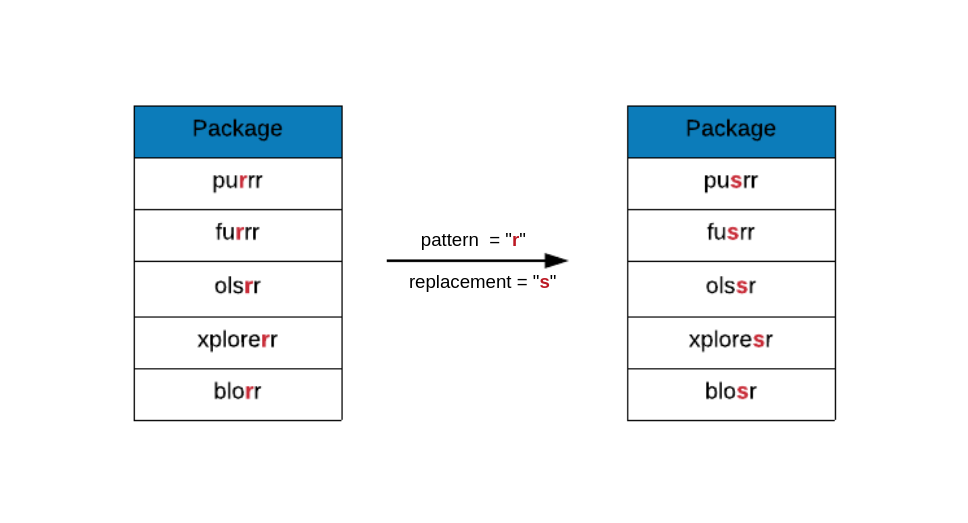 Package
purrr
furrr
olsrr
xplorerr
blorr
pattern  = "r"
replacement = "s"
Package
pusrr
fusrr
olssr
xploresr
blosr